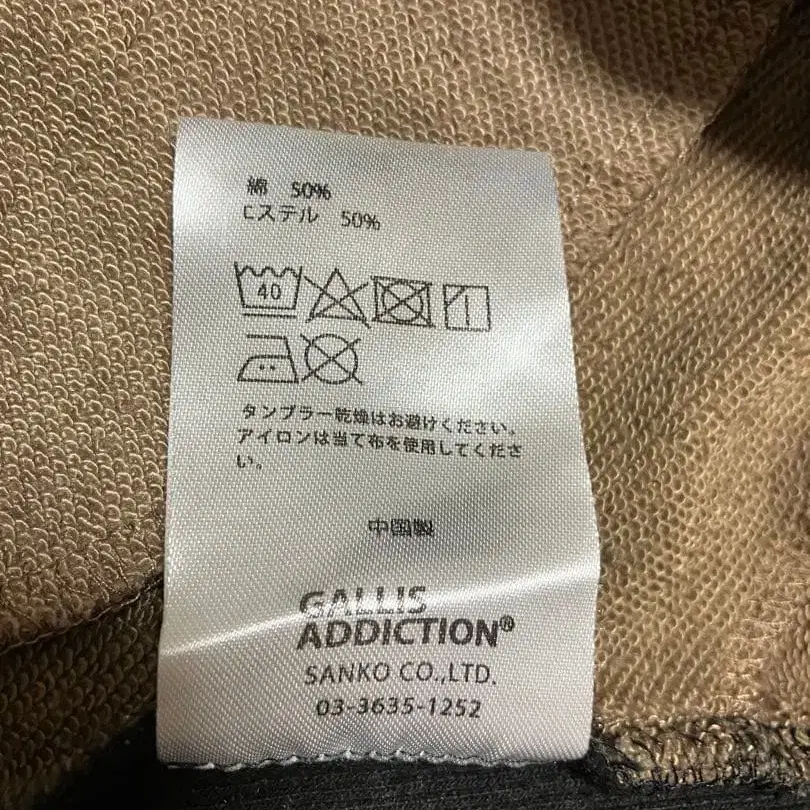 綿 50%
Cステル 50%
40
タンブラー乾燥はお避けください。
アイロンは当て布を使用してくださ
い。
中国製
GALLIS
ADDICTION®
SANKO CO.,LTD.
03-3635-1252